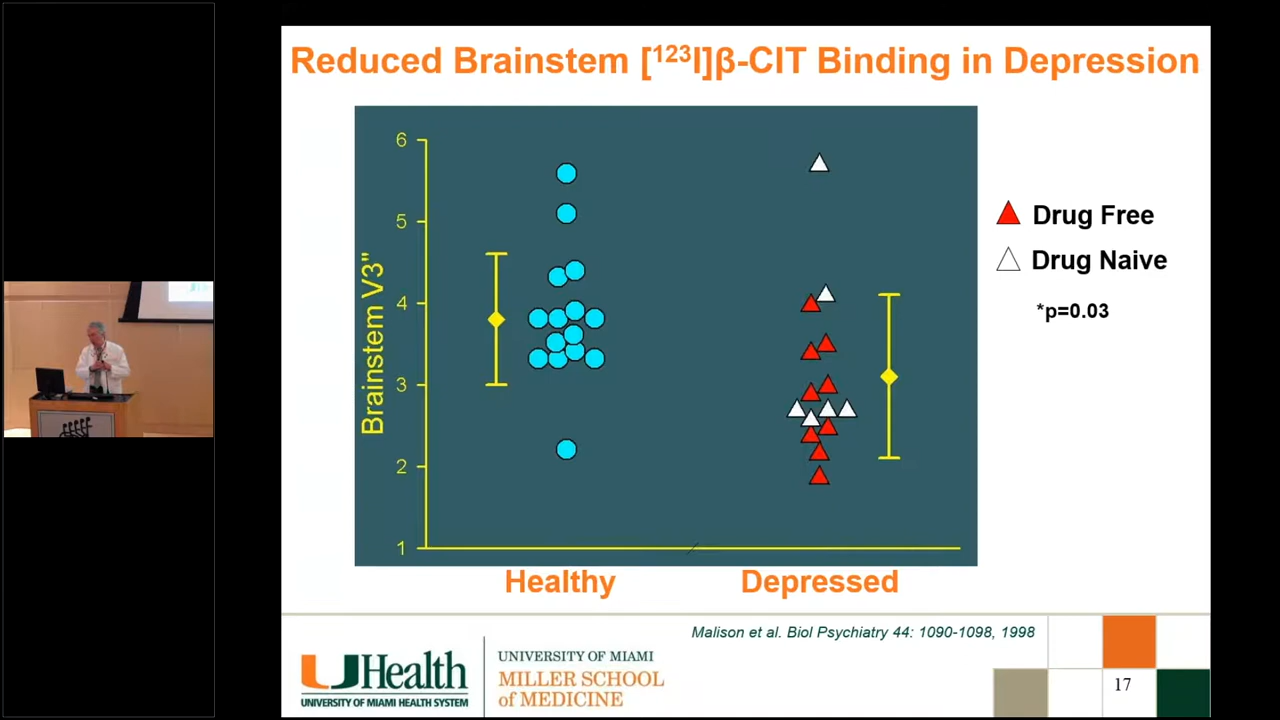 Reduced Brainstem [¹²³I]β-CIT Binding in Depression
6
5
4
3
2
1
Brainstem V3"
Drug Free
Drug Naive
*p=0.03
Healthy
Depressed
Malison et al. Biol Psychiatry 44: 1090-1098, 1998
UHealth
UNIVERSITY OF MIAMI HEALTH SYSTEM
UNIVERSITY OF MIAMI
MILLER SCHOOL
of MEDICINE
17